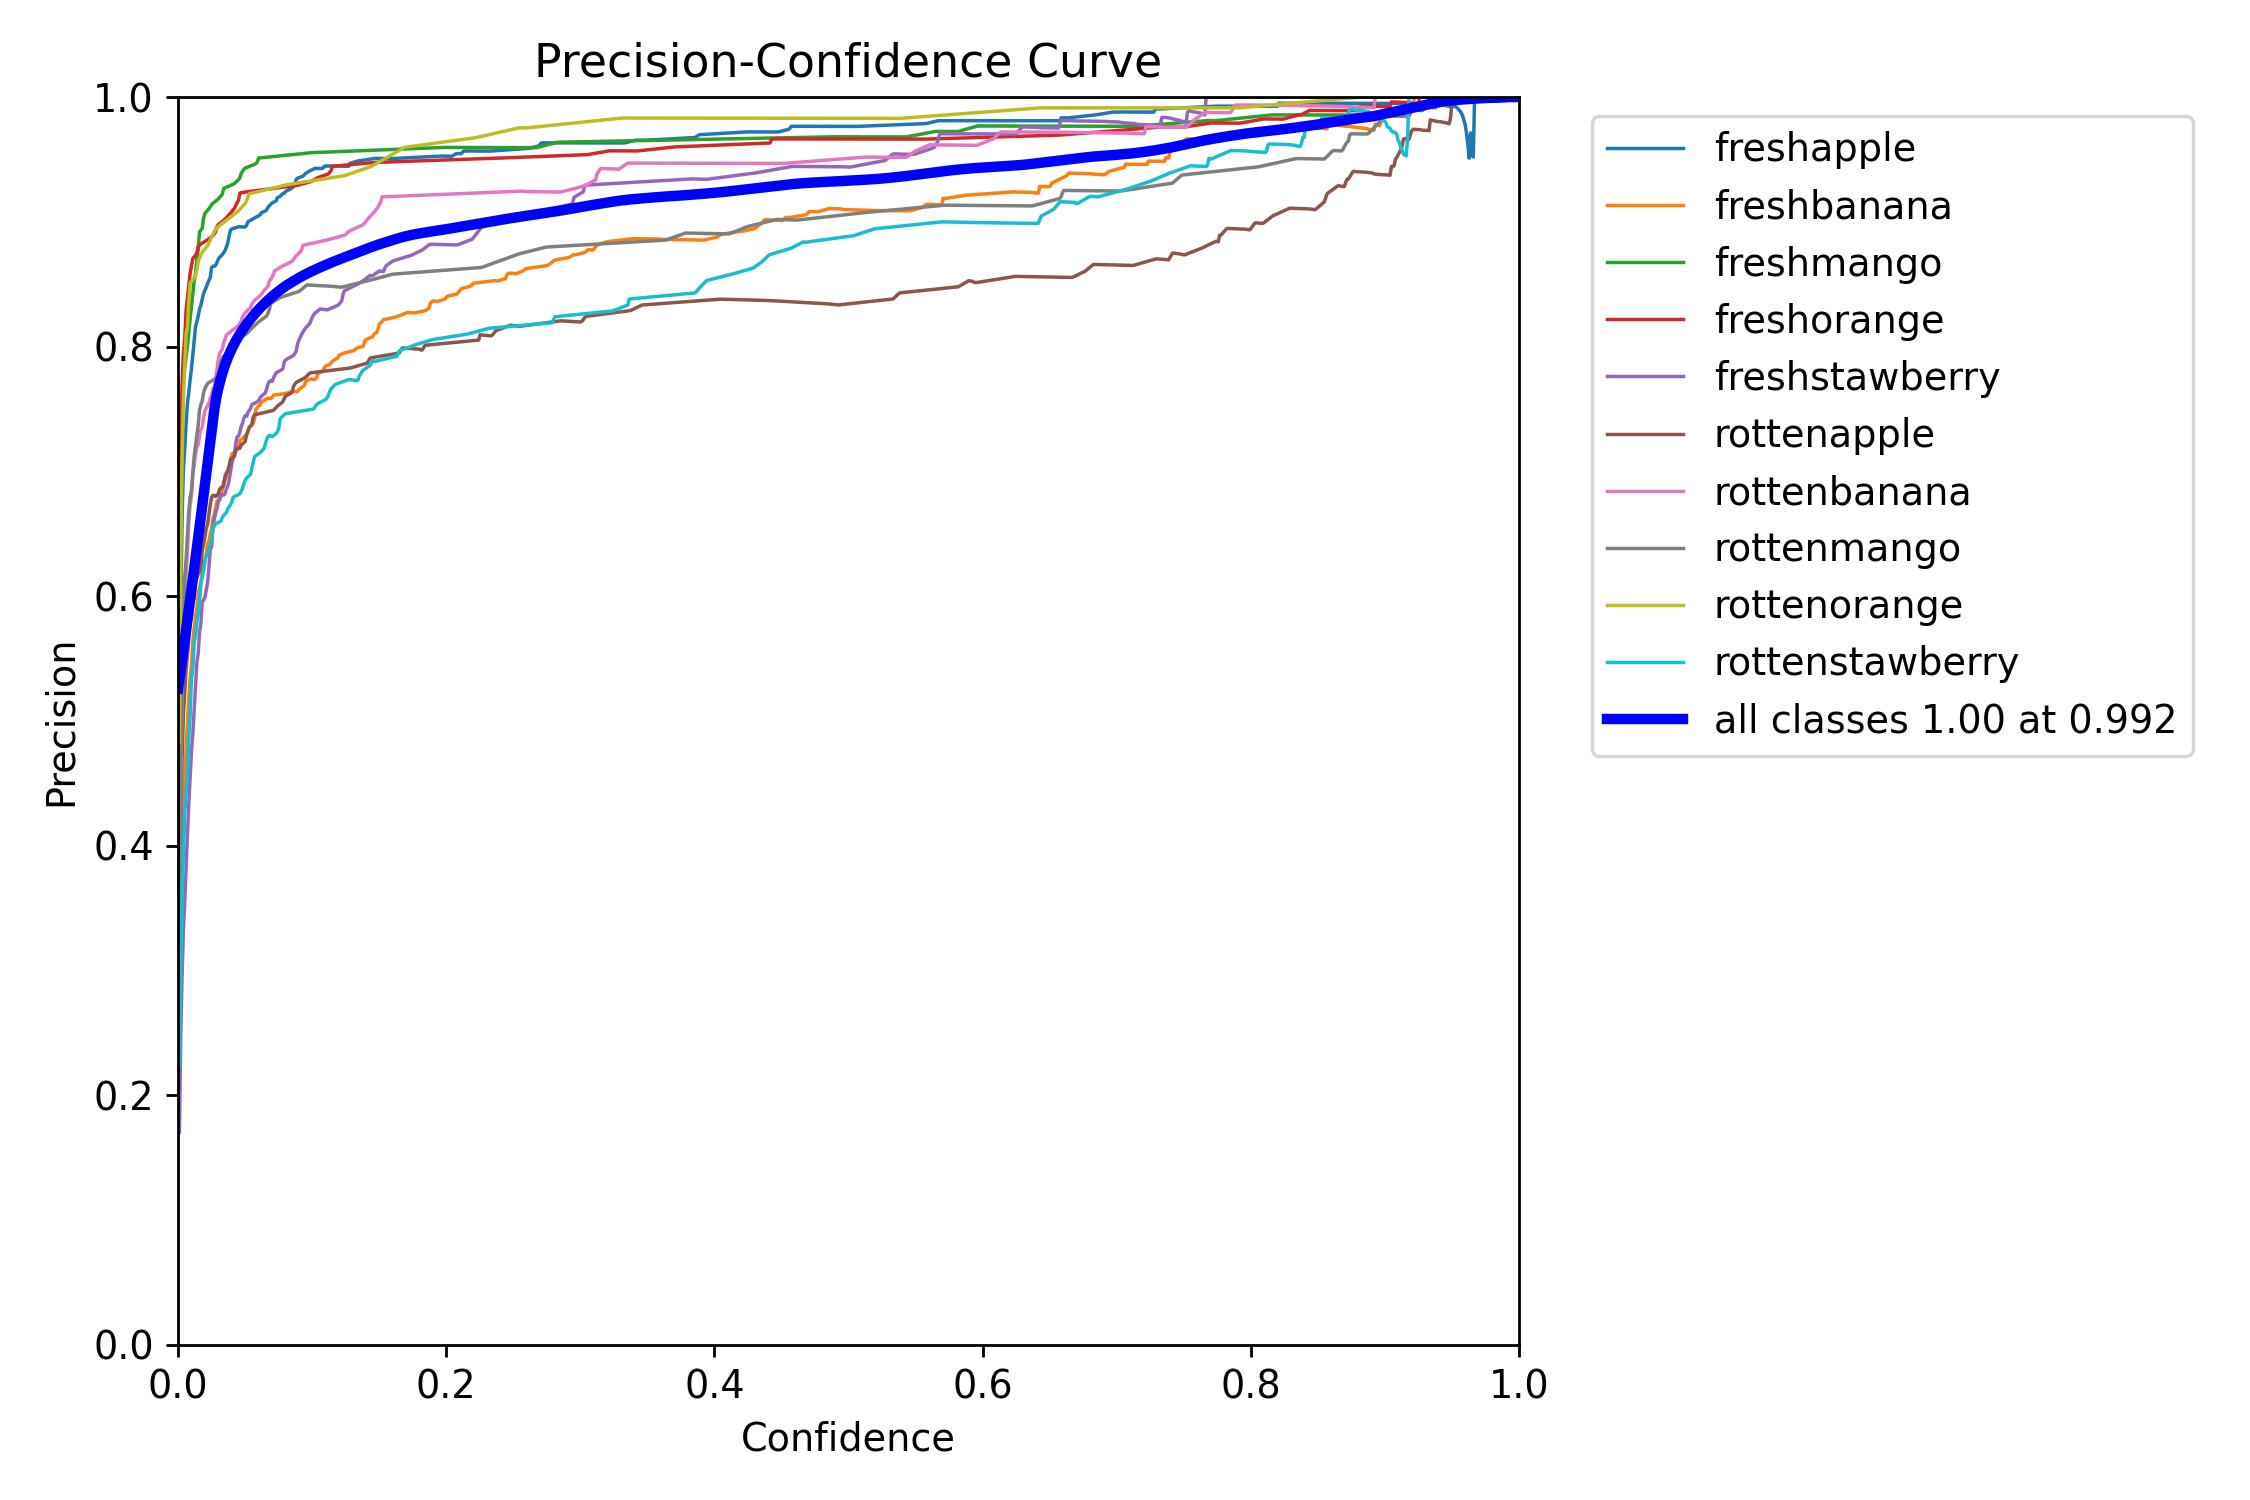 Precision-Confidence Curve
1.0
0.8
0.6
0.4
0.2
0.0
Precision
0.0 0.2 0.4 0.6 0.8 1.0
Confidence
freshapple
freshbanana
freshmango
freshorange
freshstawberry
rottenapple
rottenbanana
rottenmango
rottenorange
rottenstawberry
all classes 1.00 at 0.992